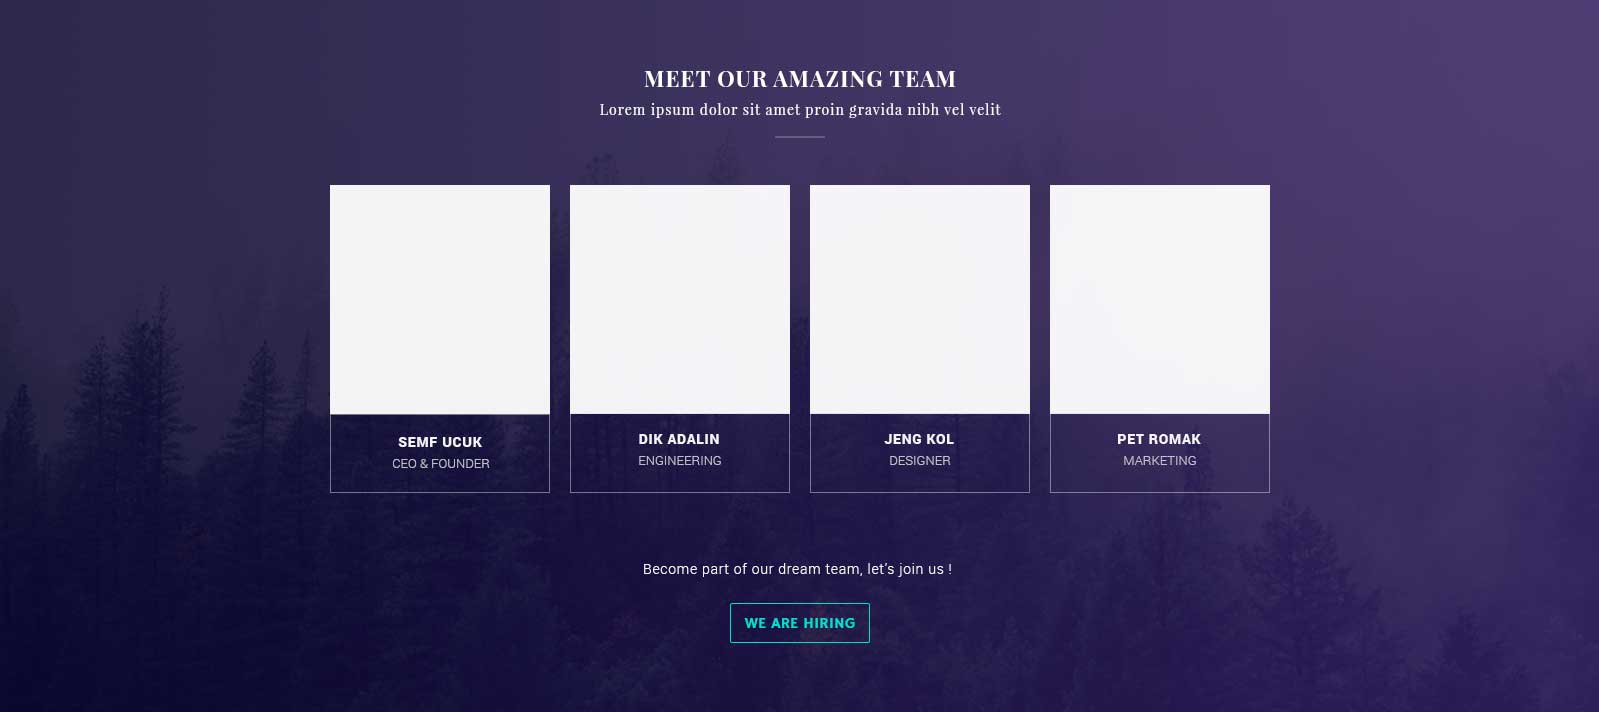 MEET OUR AMAZING TEAM
Lorem ipsum dolor sit amet proin gravida nibh vel velit
SEMF UCUK
CEO & FOUNDER
DIK ADALIN
ENGINEERING
JENG KOL
DESIGNER
PET ROMAK
MARKETING
Become part of our dream team, let's join us !
WE ARE HIRING